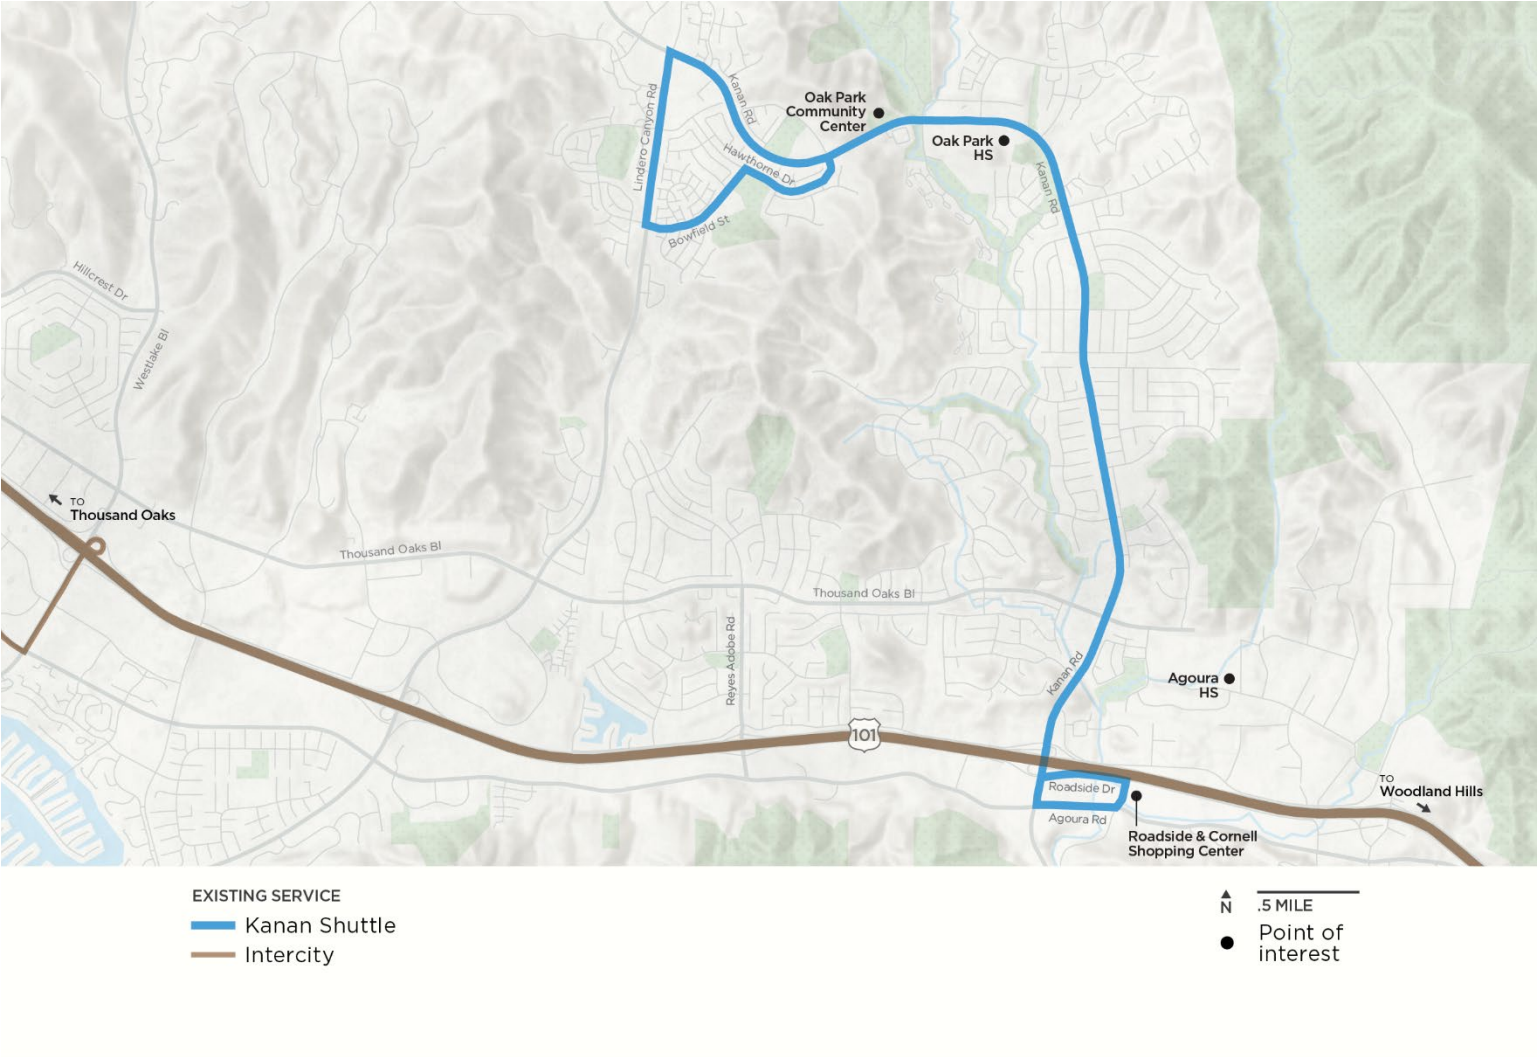 Lindero Canyon Rd
Kanan Rd
Oak Park
Community
Center
Oak Park
HS
Hawthorne Dr
Kanan Rd
Bowfield St
Hillcrest Dr
Westlake Bl
TO
Thousand Oaks
Thousand Oaks Bl
Thousand Oaks Bl
Reyes Adobe Rd
Kanan Rd
Agoura
HS
101
Roadside Dr
Agoura Rd
TO
Woodland Hills
Roadside & Cornell
Shopping Center
EXISTING SERVICE
Kanan Shuttle
Intercity
N
.5 MILE
Point of
interest